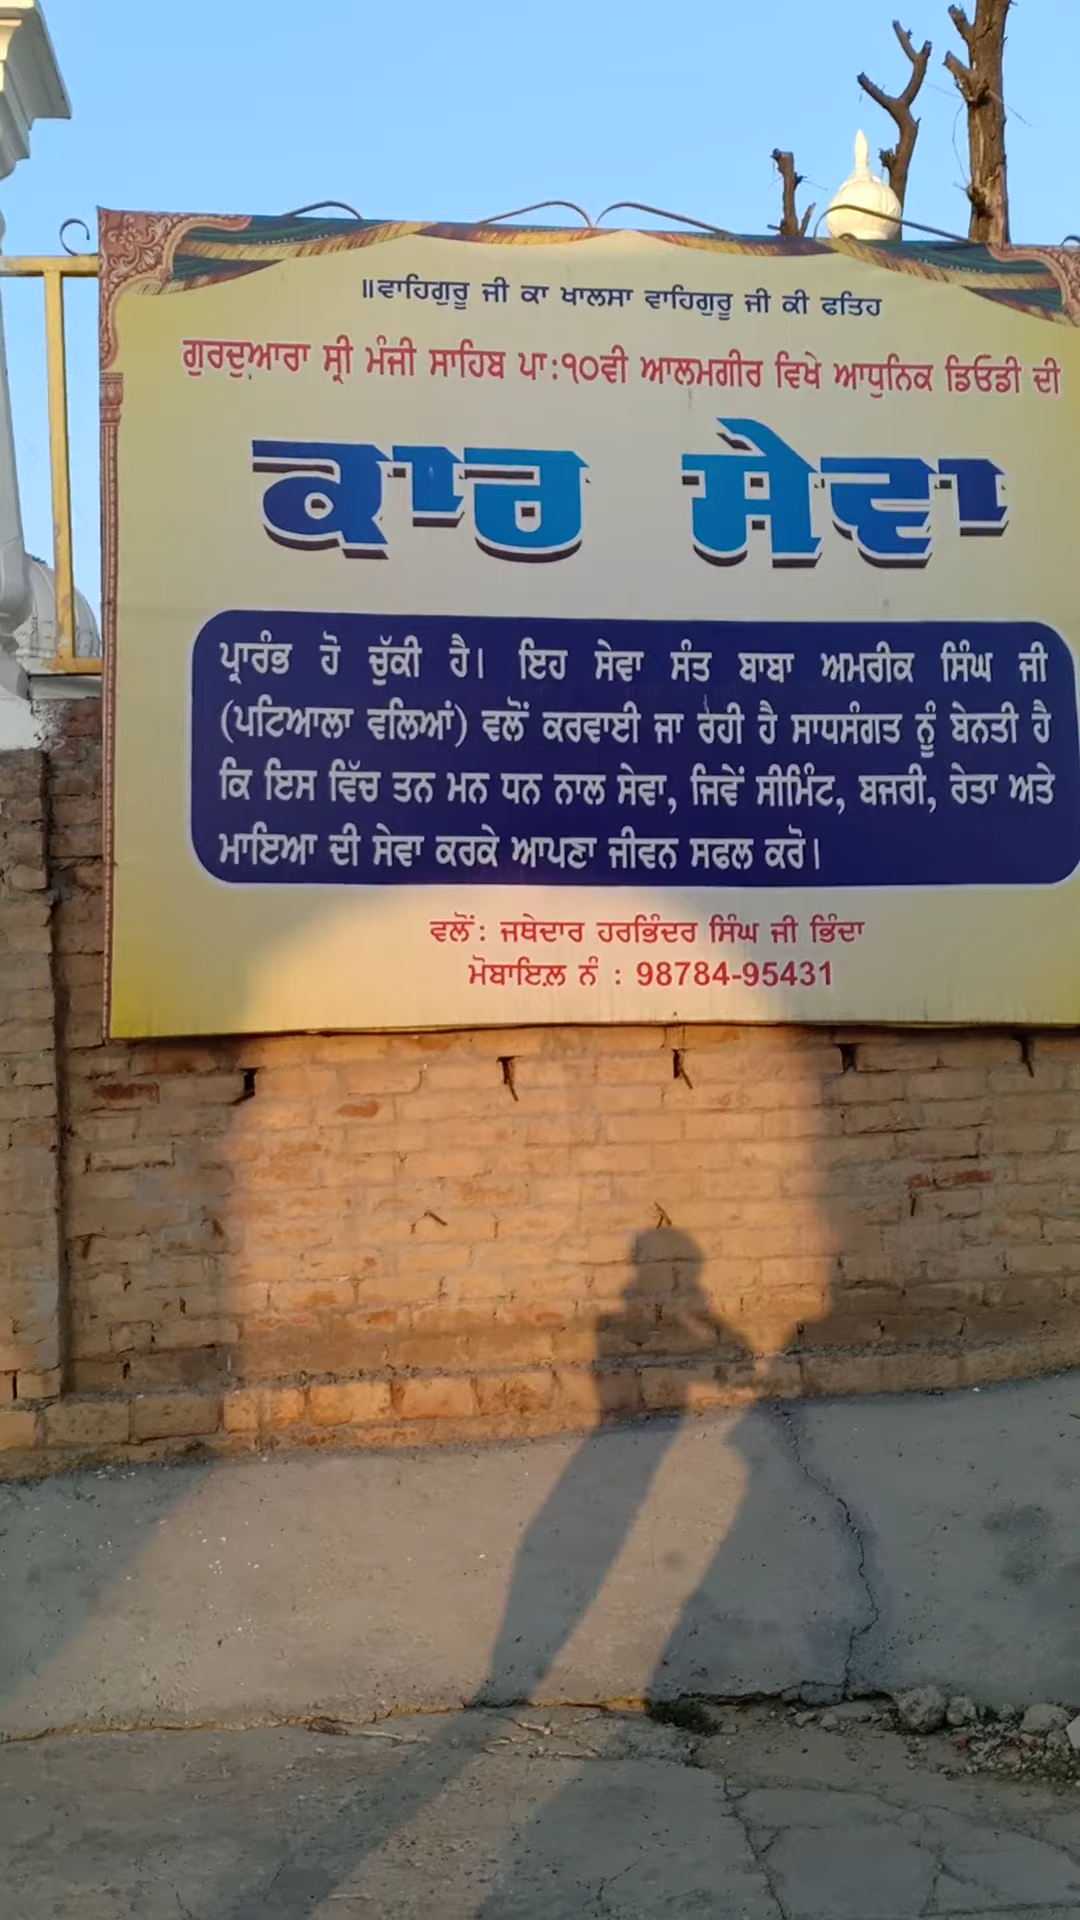 ॥ਵਾਹਿਗੁਰੂ ਜੀ ਕਾ ਖਾਲਸਾ ਵਾਹਿਗੁਰੂ ਜੀ ਕੀ ਫਤਿਹ
ਗੁਰਦੁਆਰਾ ਸ੍ਰੀ ਮੰਜੀ ਸਾਹਿਬ ਪਾ:੧੦ਵੀ ਆਲਮਗੀਰ ਵਿਖੇ ਆਧੁਨਿਕ ਡਿਓਡੀ ਦੀ
ਕਾਰ ਸੇਵਾ
ਪ੍ਰਾਰੰਭ ਹੋ ਚੁੱਕੀ ਹੈ। ਇਹ ਸੇਵਾ ਸੰਤ ਬਾਬਾ ਅਮਰੀਕ ਸਿੰਘ ਜੀ
(ਪਟਿਆਲਾ ਵਲਿਆਂ) ਵਲੋਂ ਕਰਵਾਈ ਜਾ ਰਹੀ ਹੈ ਸਾਧਸੰਗਤ ਨੂੰ ਬੇਨਤੀ ਹੈ
ਕਿ ਇਸ ਵਿੱਚ ਤਨ ਮਨ ਧਨ ਨਾਲ ਸੇਵਾ, ਜਿਵੇਂ ਸੀਮਿੰਟ, ਬਜਰੀ, ਰੇਤਾ ਅਤੇ
ਮਾਇਆ ਦੀ ਸੇਵਾ ਕਰਕੇ ਆਪਣਾ ਜੀਵਨ ਸਫਲ ਕਰੋ।
ਵਲੋਂ: ਜਥੇਦਾਰ ਹਰਭਿੰਦਰ ਸਿੰਘ ਜੀ ਭਿੰਦਾ
ਮੋਬਾਇਲ਼ ਨੰ : 98784-95431